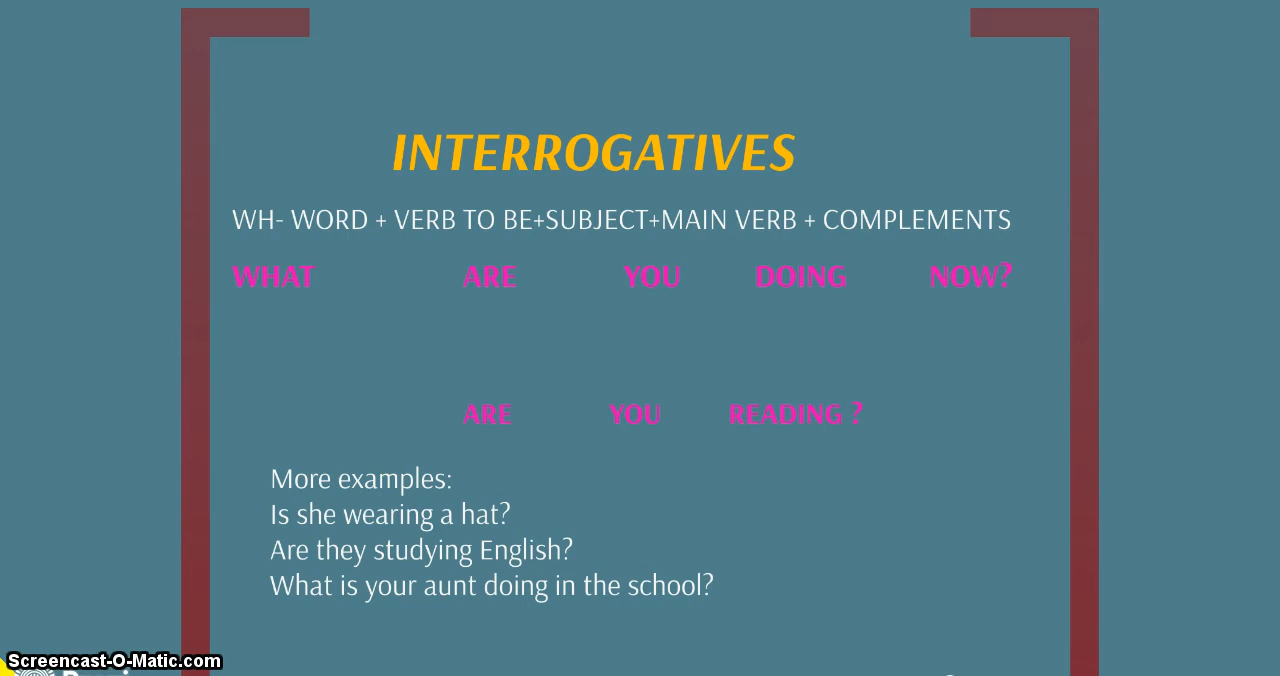 INTERROGATIVES
WH- WORD + VERB TO BE+SUBJECT+MAIN VERB + COMPLEMENTS
WHAT ARE YOU DOING NOW?
ARE YOU READING ?
More examples:
Is she wearing a hat?
Are they studying English?
What is your aunt doing in the school?
Screencast-O-Matic.com